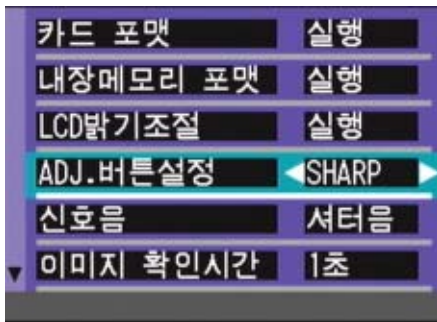 카드 포맷 실행
내장메모리 포맷 실행
LCD밝기조절 실행
ADJ.버튼설정 ◀SHARP ▶
신호음 셔터음
▼ 이미지 확인시간 1초